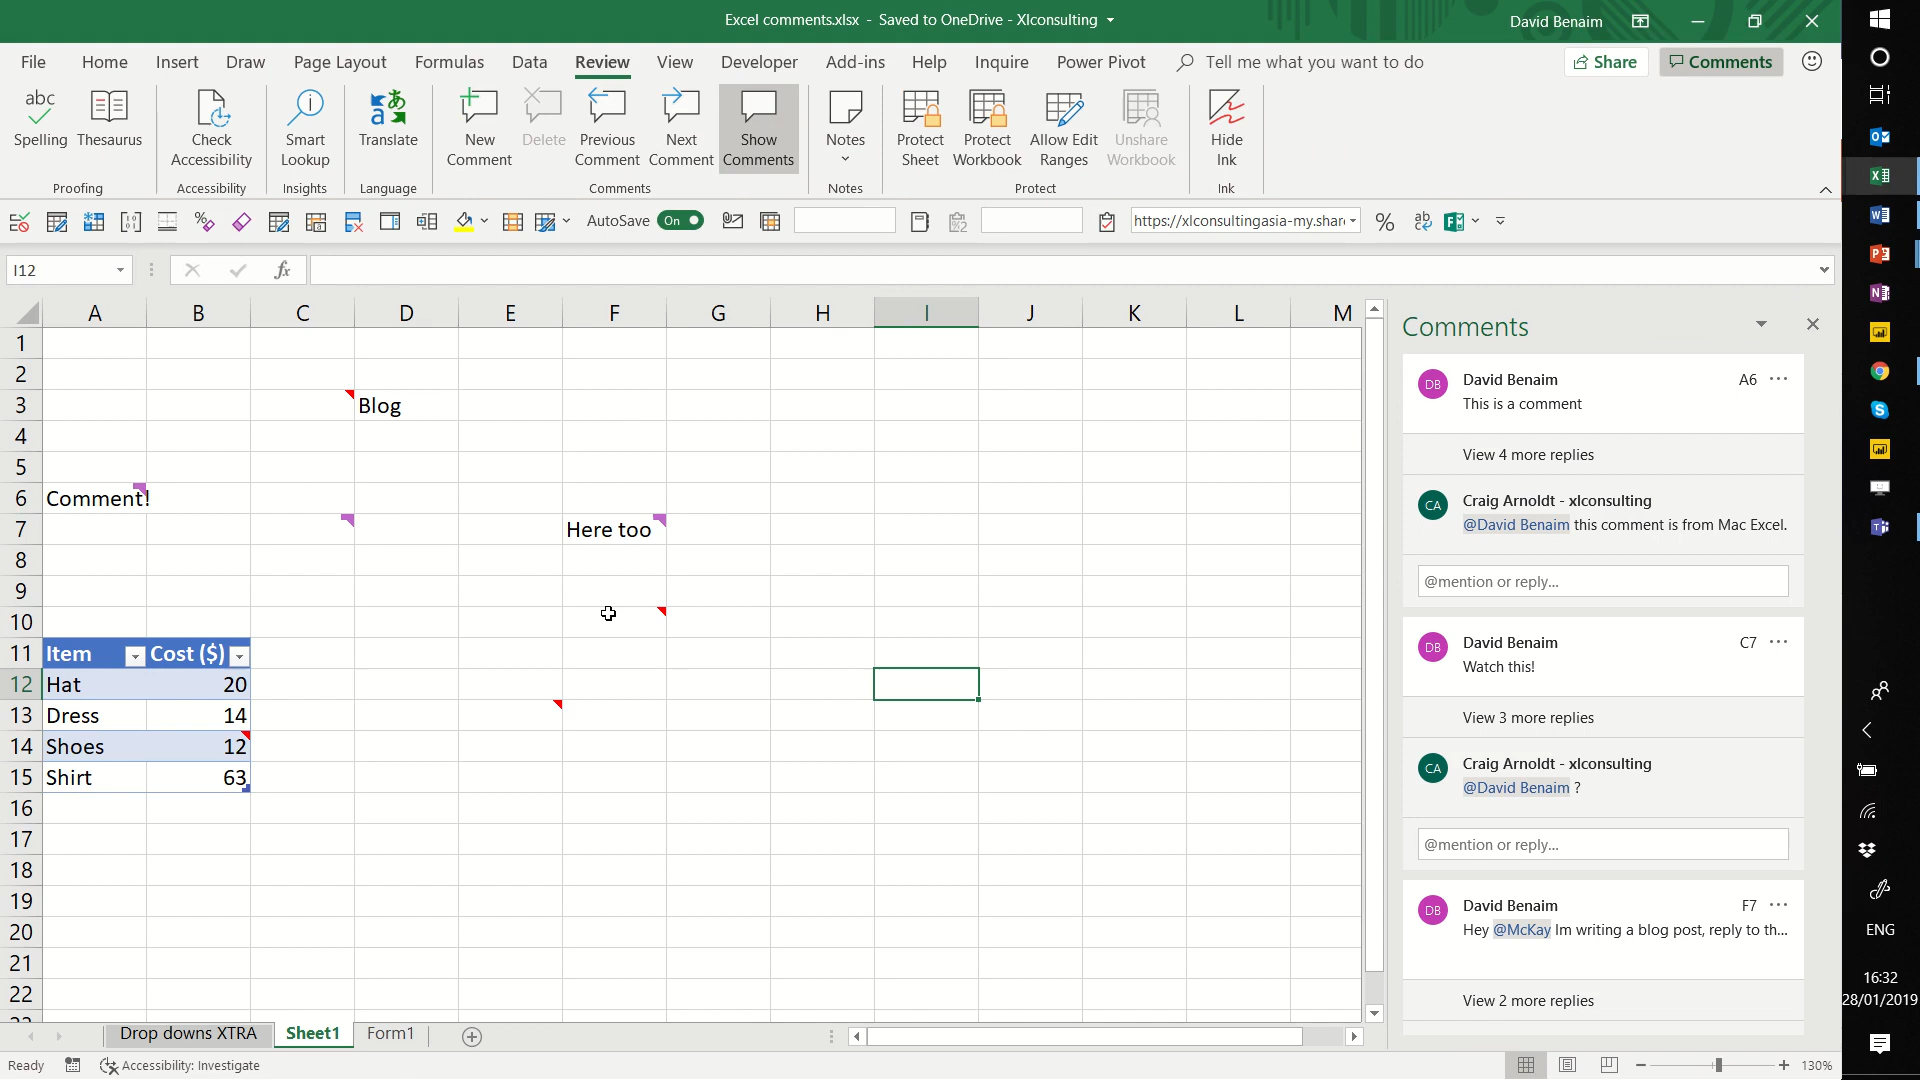 Excel comments.xlsx - Saved to OneDrive - Xlconsulting
David Benaim
File Home Insert Draw Page Layout Formulas Data Review View Developer Add-ins Help Inquire Power Pivot Tell me what you want to do Share Comments
abc
Spelling Thesaurus
Check Accessibility
Smart Lookup
Translate
New Comment
Delete
Previous Comment
Next Comment
Show Comments
Notes
Protect Sheet
Protect Workbook
Allow Edit Ranges
Unshare Workbook
Hide Ink
Proofing Accessibility Insights Language Comments Notes Protect Ink
AutoSave On https://xlconsultingasia-my.shar
I12
fx
A B C D E F G H I J K L M
1
2
3 Blog
4
5
6 Comment!
7 Here too
8
9
10
11 Item Cost ($)
12 Hat 20
13 Dress 14
14 Shoes 12
15 Shirt 63
16
17
18
19
20
21
22
Comments
DB David Benaim A6
This is a comment
View 4 more replies
CA Craig Arnoldt - xlconsulting
@David Benaim this comment is from Mac Excel.
@mention or reply...
DB David Benaim C7
Watch this!
View 3 more replies
CA Craig Arnoldt - xlconsulting
@David Benaim ?
@mention or reply...
DB David Benaim F7
Hey @McKay Im writing a blog post, reply to th...
View 2 more replies
Drop downs XTRA Sheet1 Form1
Ready Accessibility: Investigate 130%
ENG
16:32
28/01/2019